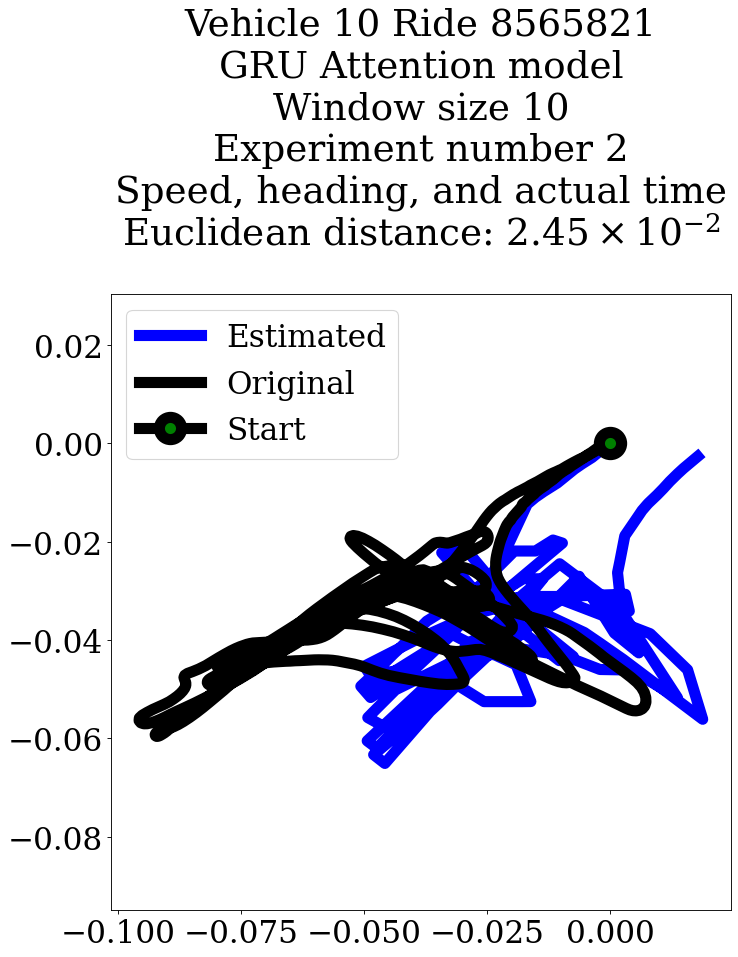 Vehicle 10 Ride 8565821
GRU Attention model
Window size 10
Experiment number 2
Speed, heading, and actual time
Euclidean distance: 2.45 × 10⁻²
Estimated
Original
Start
0.02
0.00
−0.02
−0.04
−0.06
−0.08
−0.100 −0.075 −0.050 −0.025 0.000